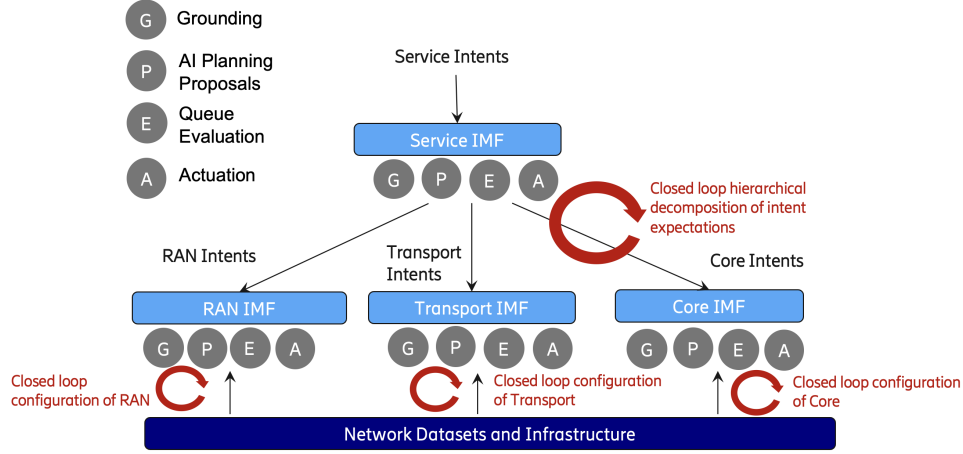 G
Grounding
P
AI Planning
Proposals
E
Queue
Evaluation
A
Actuation
Service Intents
Service IMF
G P E A
Closed loop hierarchical
decomposition of intent
expectations
RAN Intents
Transport
Intents
Core Intents
RAN IMF
Transport IMF
Core IMF
G P E A
G P E A
G P E A
Closed loop
configuration of RAN
Closed loop configuration
of Transport
Closed loop configuration
of Core
Network Datasets and Infrastructure